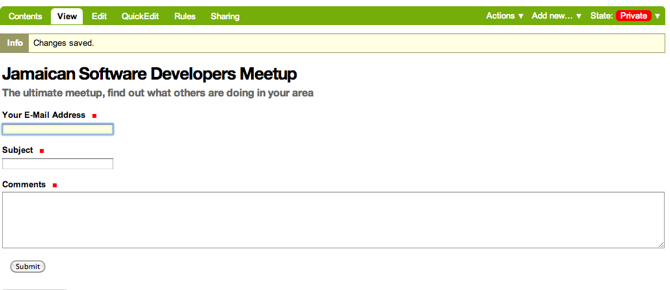 Contents View Edit QuickEdit Rules Sharing Actions ▼ Add new... ▼ State: Private ▼
Info Changes saved.
Jamaican Software Developers Meetup
The ultimate meetup, find out what others are doing in your area
Your E-Mail Address
Subject
Comments
Submit